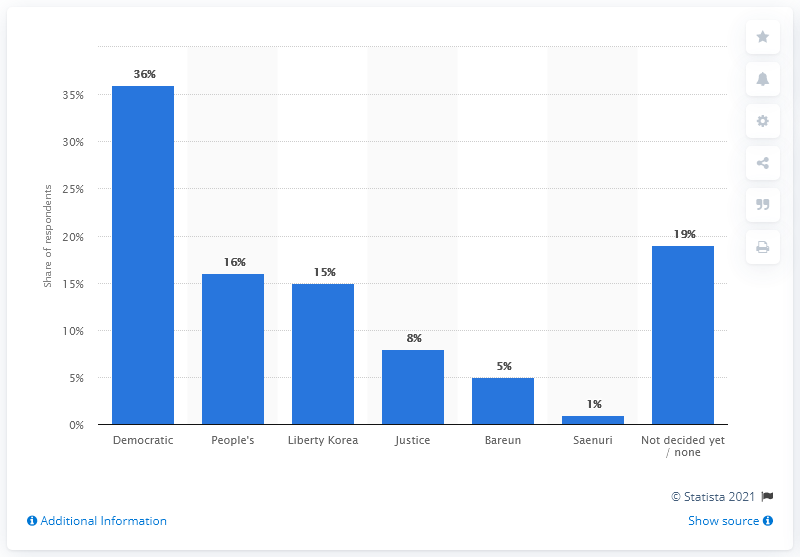 36%
16%
15%
8%
5%
1%
19%
Share of respondents
35%
30%
25%
20%
15%
10%
5%
0%
Democratic
People's
Liberty Korea
Justice
Bareun
Saenuri
Not decided yet
/ none
© Statista 2021
Additional Information
Show source